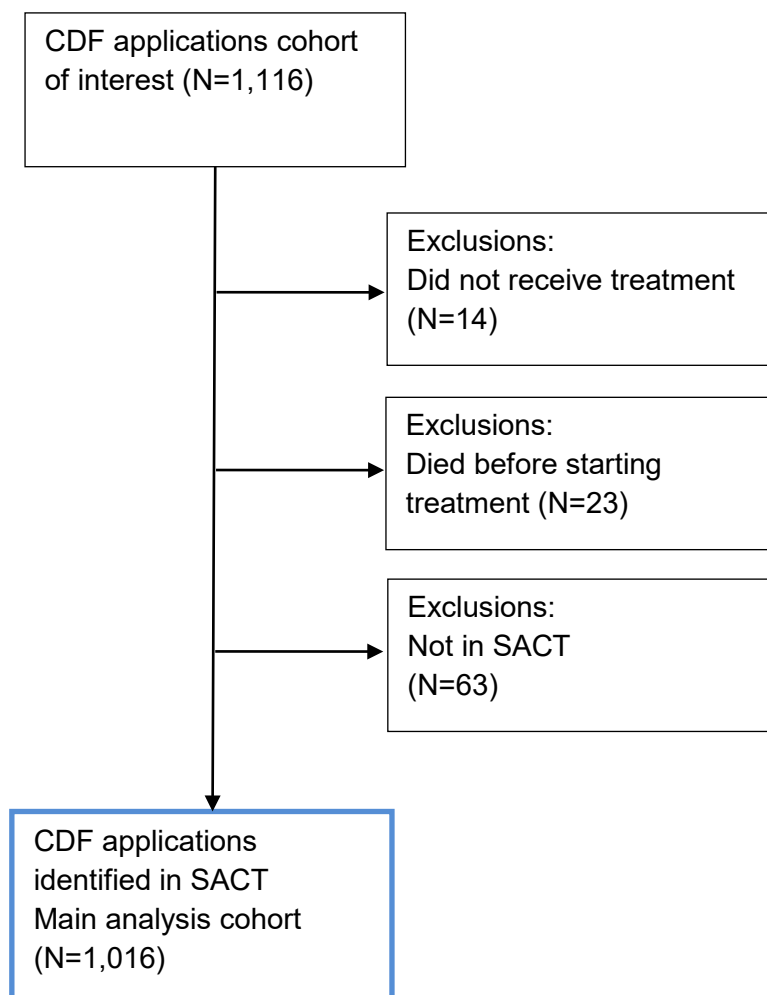 CDF applications cohort
of interest (N=1,116)
Exclusions:
Did not receive treatment
(N=14)
Exclusions:
Died before starting
treatment (N=23)
Exclusions:
Not in SACT
(N=63)
CDF applications
identified in SACT
Main analysis cohort
(N=1,016)